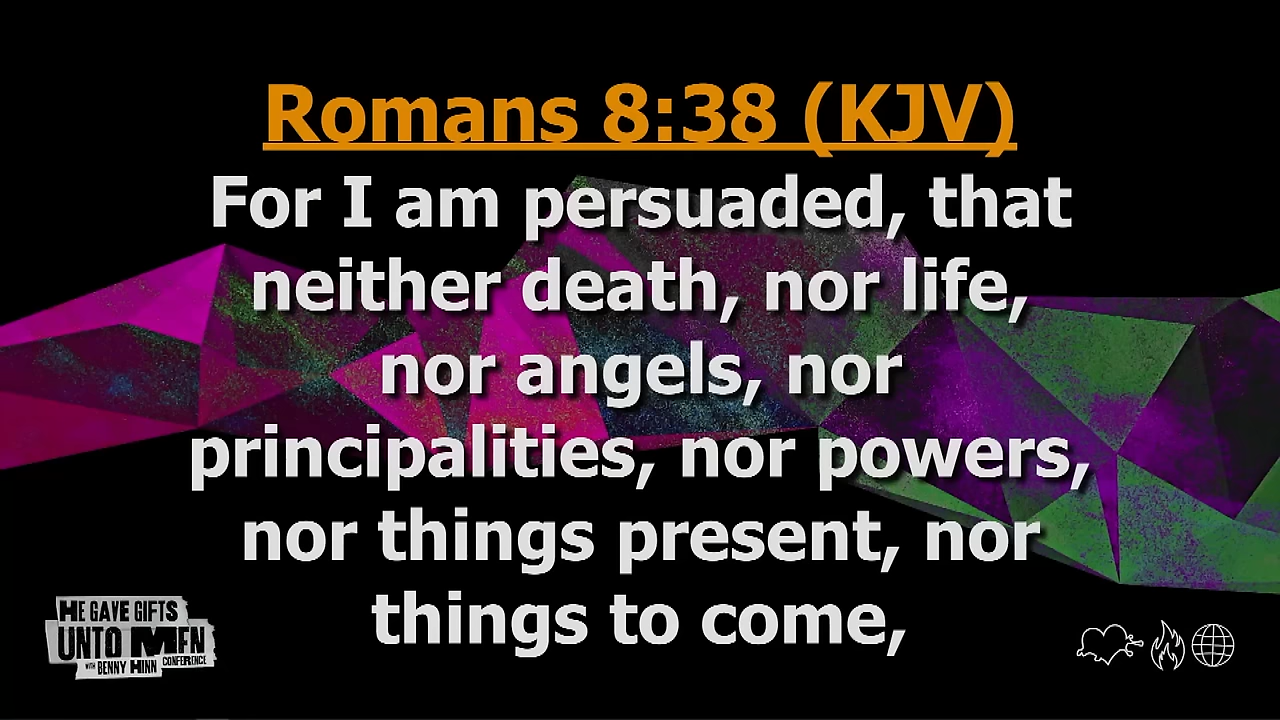 Romans 8:38 (KJV)
For I am persuaded, that
neither death, nor life,
nor angels, nor
principalities, nor powers,
nor things present, nor
things to come,
HE GAVE GIFTS
UNTO MEN
WITH BENNY HINN CONFERENCE